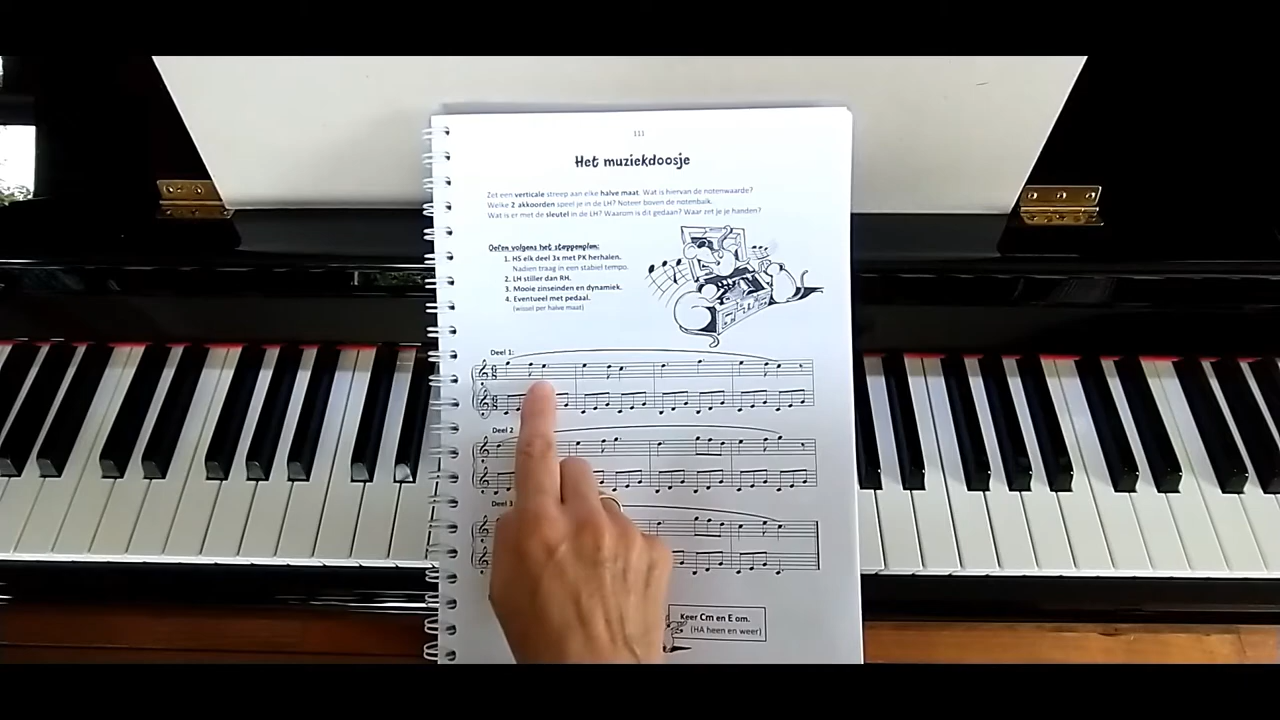 111
Het muziekdoosje
Zet een verticale streep aan elke halve maat. Wat is hiervan de notenwaarde?
Welke 2 akkoorden speel je in de LH? Noteer boven de notenbalk.
Wat is er met de sleutel in de LH? Waarom is dit gedaan? Waar zet je je handen?
Oefen volgens het stappenplan:
1. HS elk deel 3x met PK herhalen.
Nadien traag in een stabiel tempo.
2. LH stiller dan RH.
3. Mooie zinseinden en dynamiek.
4. Eventueel met pedaal.
(wissel per halve maat)
Deel 1:
Deel 2
Deel 3
Keer Cm en E om.
(HA heen en weer)